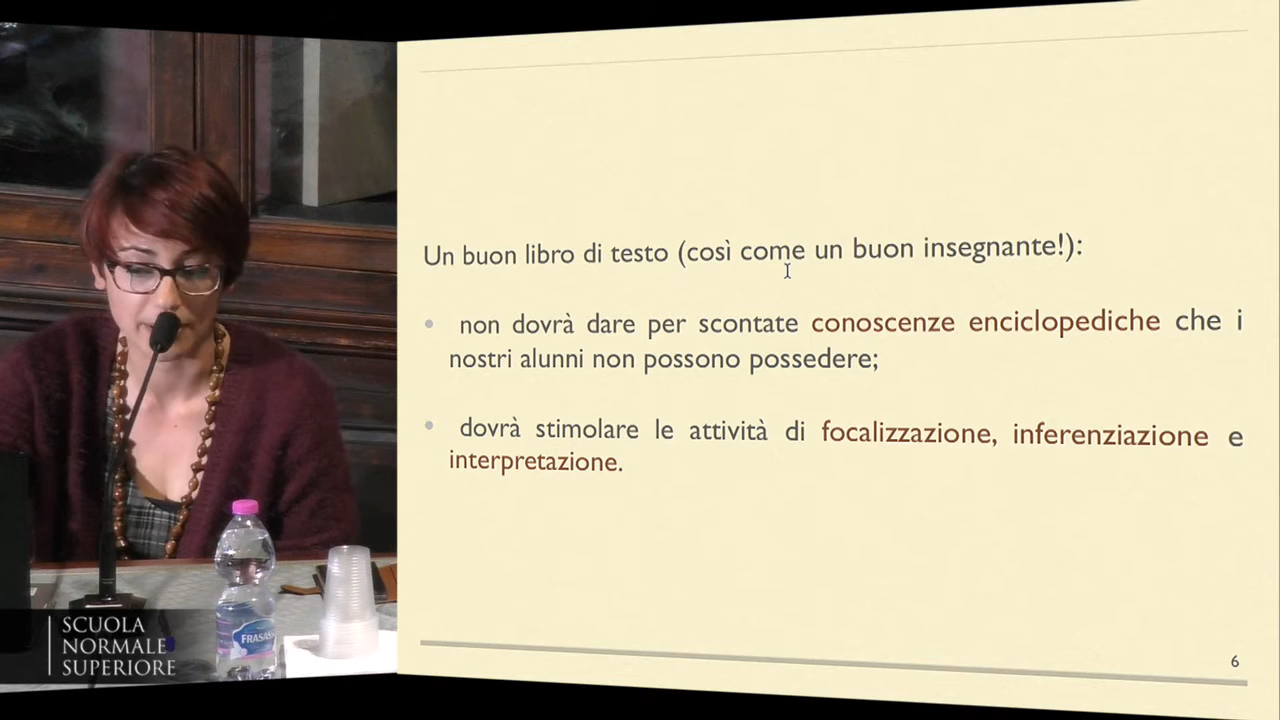 Un buon libro di testo (così come un buon insegnante!):
• non dovrà dare per scontate conoscenze enciclopediche che i
nostri alunni non possono possedere;
• dovrà stimolare le attività di focalizzazione, inferenziazione e
interpretazione.
6
SCUOLA
NORMALE
SUPERIORE
FRASASSI